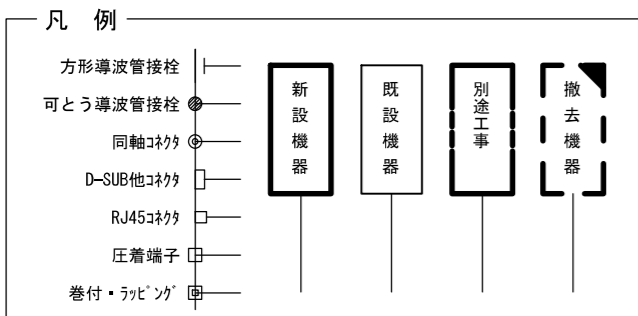 凡 例
方形導波管接栓
可とう導波管接栓
同軸ｺﾈｸﾀ
D-SUB他ｺﾈｸﾀ
RJ45ｺﾈｸﾀ
圧着端子
巻付・ﾗｯﾋﾟﾝｸﾞ
新設機器
既設機器
別途工事
撤去機器